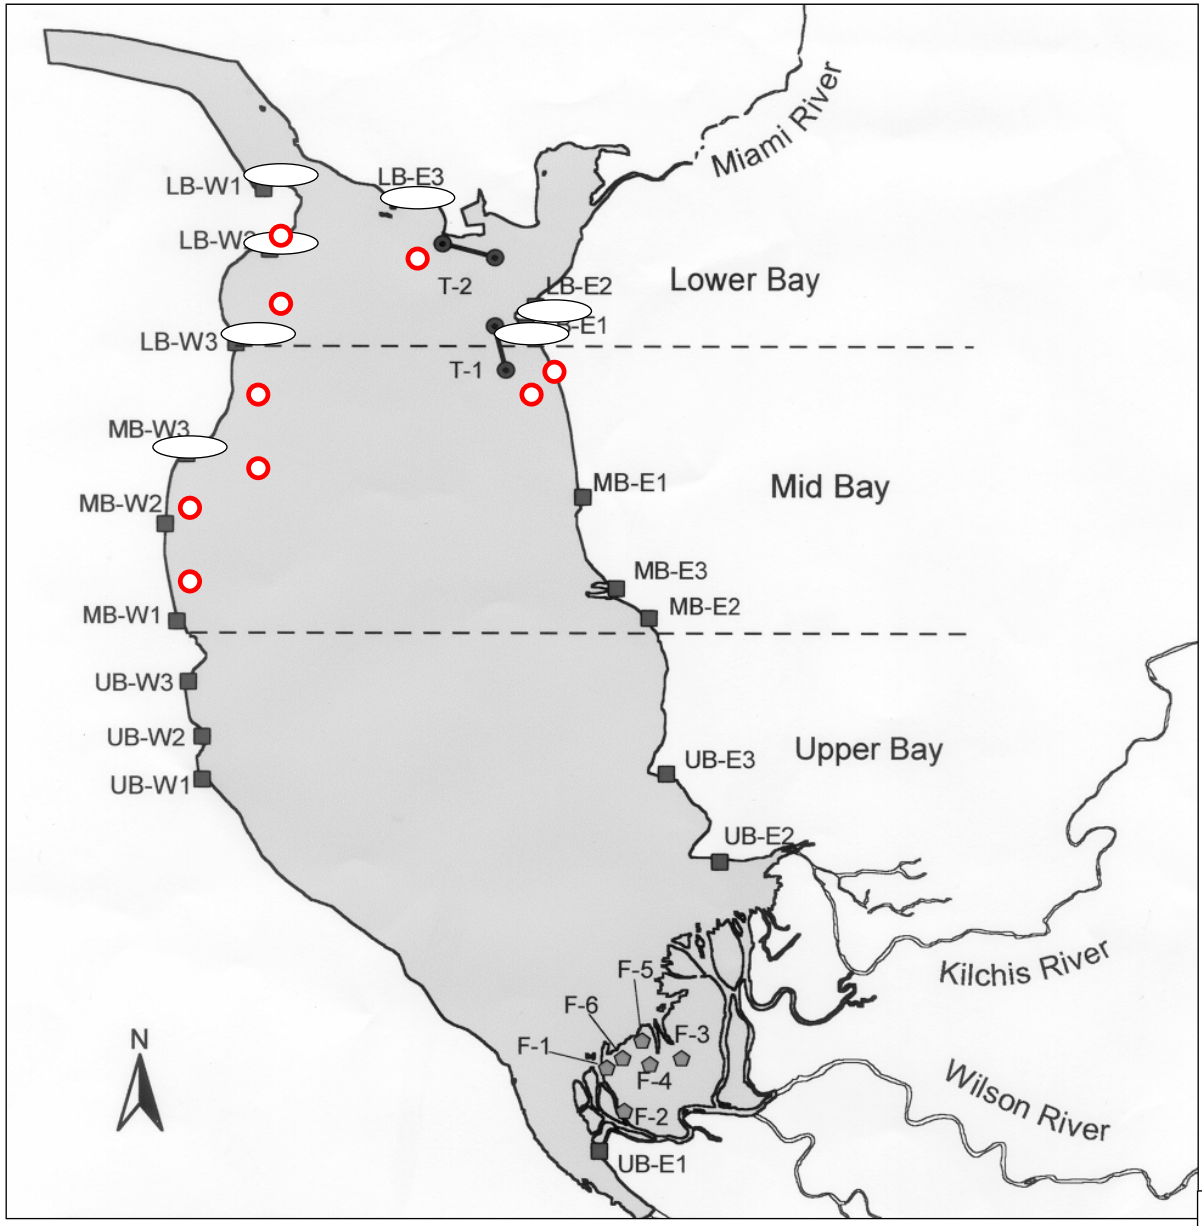 Miami River
LB-W1
LB-E3
LB-W2
Lower Bay
T-2
LB-E2
B-E1
LB-W3
T-1
MB-W3
Mid Bay
MB-E1
MB-W2
MB-E3
MB-E2
MB-W1
UB-W3
UB-W2
Upper Bay
UB-E3
UB-W1
UB-E2
Kilchis River
F-5
F-6
F-3
F-1
F-4
N
Wilson River
F-2
UB-E1